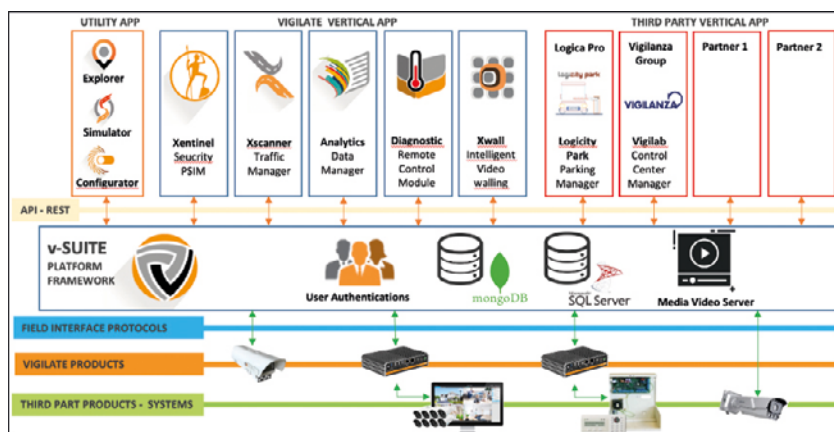 UTILITY APP
VIGILATE VERTICAL APP
THIRD PARTY VERTICAL APP
Explorer
Simulator
Configurator
Xentinel
Seucrity
PSIM
Xscanner
Traffic
Manager
Analytics
Data
Manager
Diagnostic
Remote
Control
Module
Xwall
Intelligent
Video
walling
Logica Pro
logicity park
Logicity
Park
Parking
Manager
Vigilanza
Group
VIGILANZA
Vigilab
Control
Center
Manager
Partner 1
Partner 2
API - REST
v-SUITE
PLATFORM
FRAMEWORK
User Authentications
mongoDB
SQL Server
Media Video Server
FIELD INTERFACE PROTOCOLS
VIGILATE PRODUCTS
THIRD PART PRODUCTS - SYSTEMS